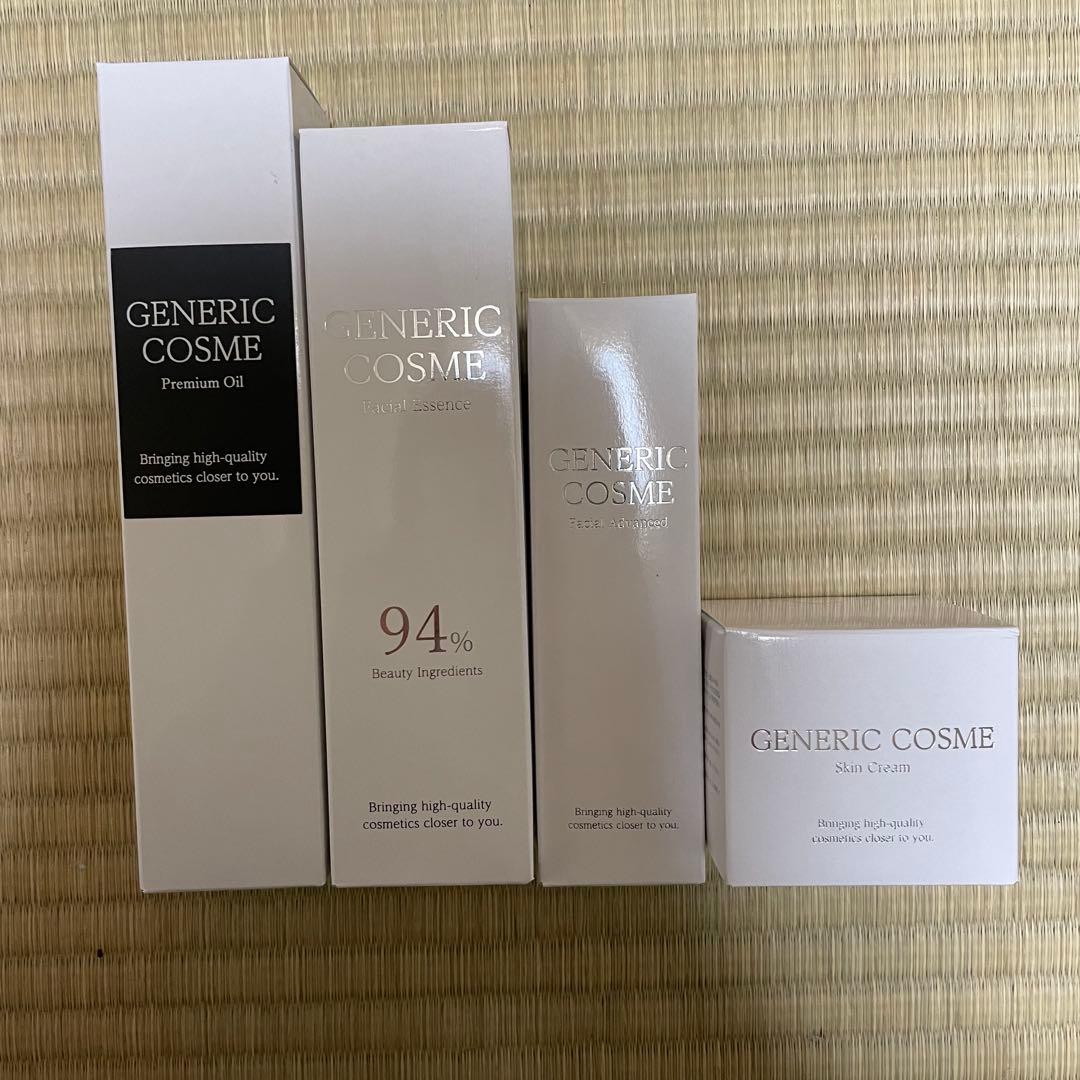 GENERIC
COSME
Premium Oil
Bringing high-quality
cosmetics closer to you.
GENERIC
COSME
Facial Essence
94%
Beauty Ingredients
Bringing high-quality
cosmetics closer to you.
GENERIC
COSME
Facial Advanced
Bringing high-quality
cosmetics closer to you.
GENERIC COSME
Skin Cream
Bringing high-quality
cosmetics closer to you.